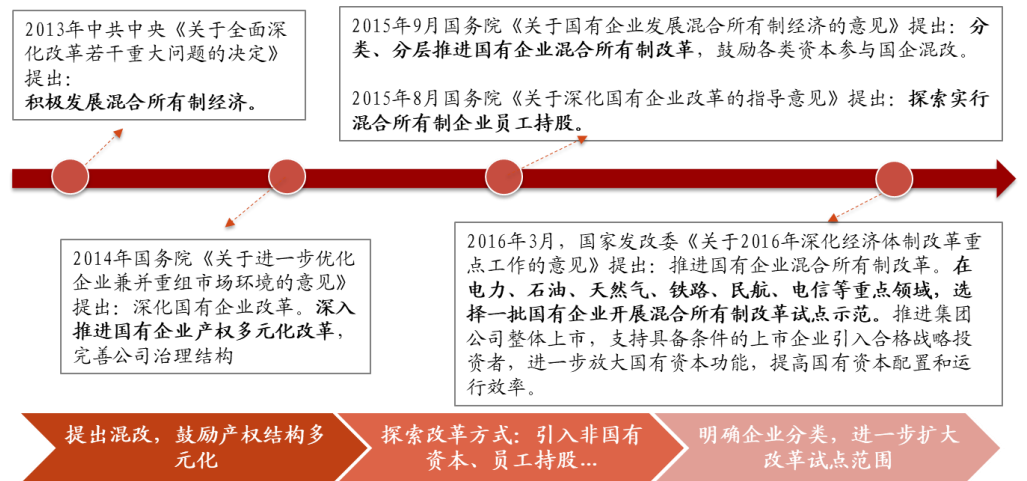 2013年中共中央《关于全面深
化改革若干重大问题的决定》
提出：
积极发展混合所有制经济。
2015年9月国务院《关于国有企业发展混合所有制经济的意见》提出：分
类、分层推进国有企业混合所有制改革，鼓励各类资本参与国企混改。
2015年8月国务院《关于深化国有企业改革的指导意见》提出：探索实行
混合所有制企业员工持股。
2014年国务院《关于进一步优化
企业兼并重组市场环境的意见》
提出：深化国有企业改革。深入
推进国有企业产权多元化改革，
完善公司治理结构
2016年3月，国家发改委《关于2016年深化经济体制改革重
点工作的意见》提出：推进国有企业混合所有制改革。在
电力、石油、天然气、铁路、民航、电信等重点领域，选
择一批国有企业开展混合所有制改革试点示范。推进集团
公司整体上市，支持具备条件的上市企业引入合格战略投
资者，进一步放大国有资本功能，提高国有资本配置和运
行效率。
提出混改，鼓励产权结构多
元化
探索改革方式：引入非国有
资本、员工持股...
明确企业分类，进一步扩大
改革试点范围